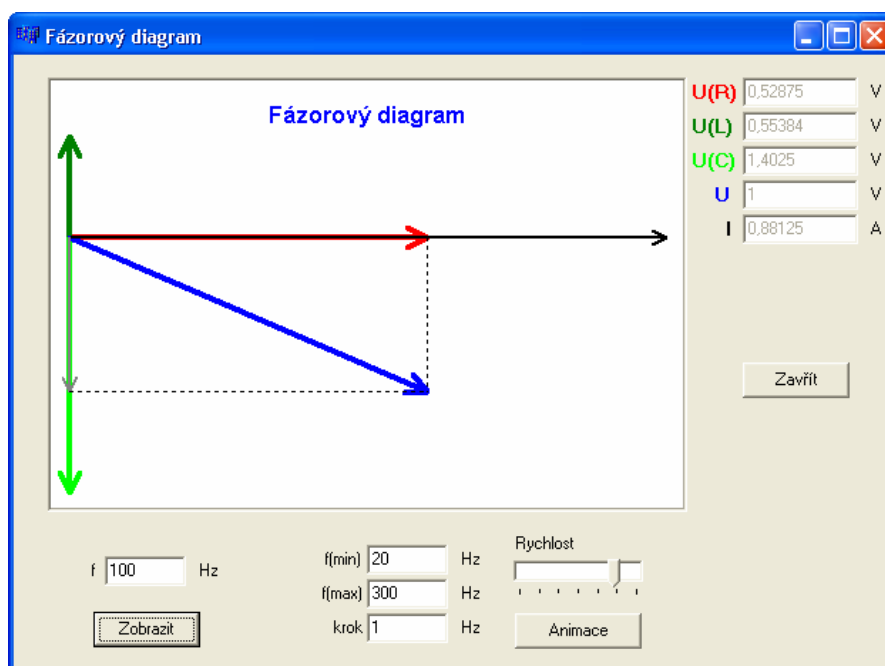 Fázorový diagram
Fázorový diagram
U(R) 0,52875 V
U(L) 0,55384 V
U(C) 1,4025 V
U 1 V
I 0,88125 A
Zavřít
f 100 Hz
Zobrazit
f(min) 20 Hz
f(max) 300 Hz
krok 1 Hz
Rychlost
Animace